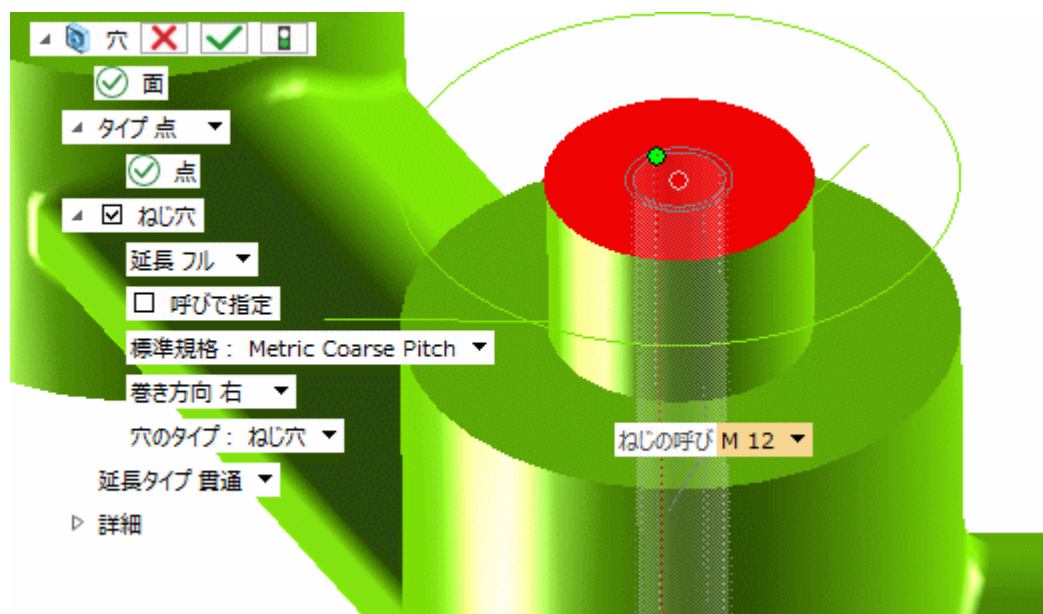 穴
面
タイプ 点
点
ねじ穴
延長 フル
呼びで指定
標準規格： Metric Coarse Pitch
巻き方向 右
穴のタイプ： ねじ穴
ねじの呼び M 12
延長タイプ 貫通
詳細